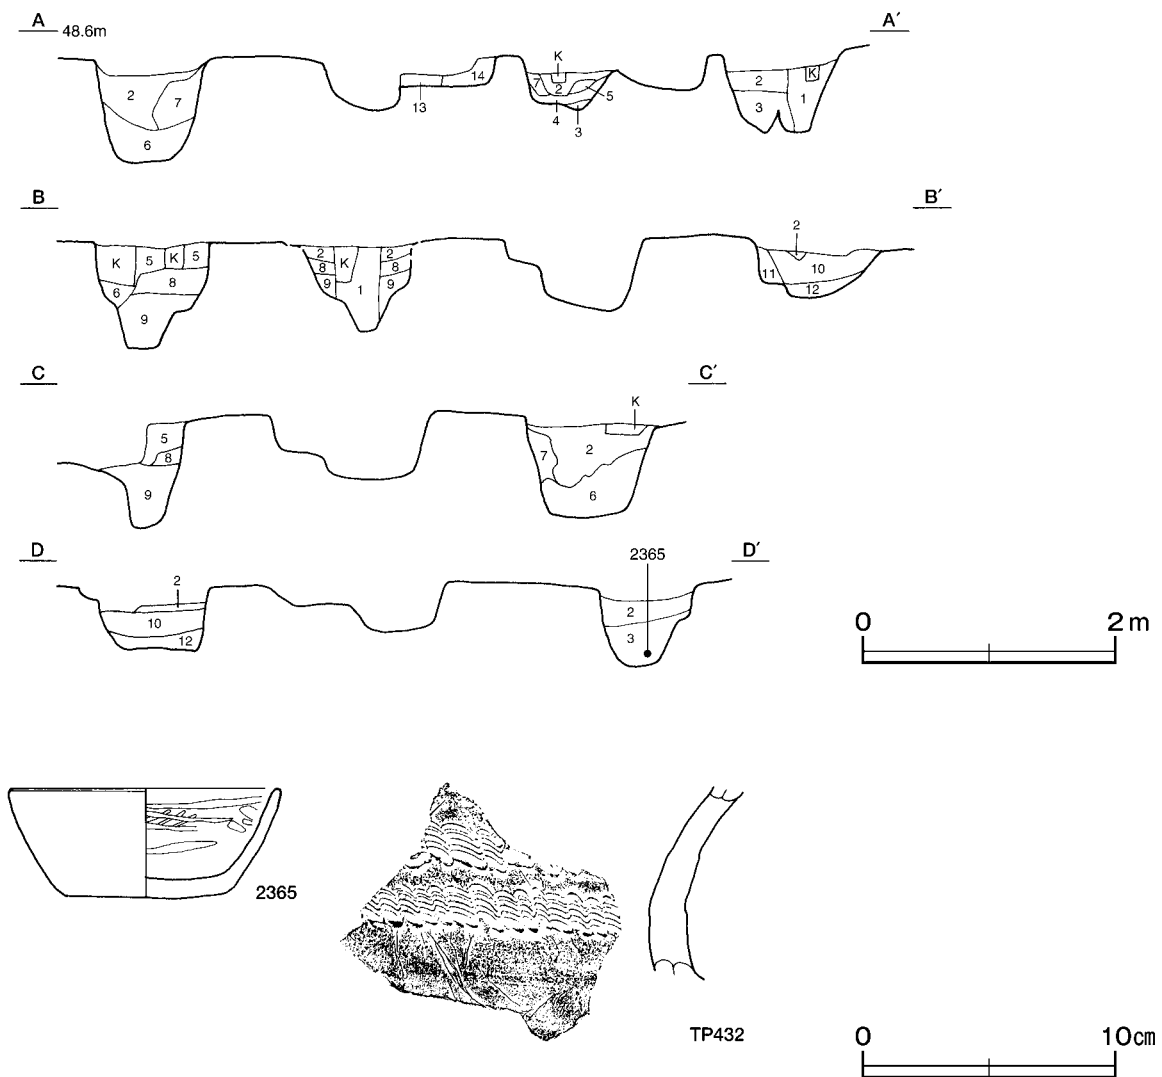 A 48.6m A′
K
2 7 14 7 2 5 2 K
13 3 1
6 4 3
B B′
2
K 5 K 5 2 K 2 10
6 8 8 8 11
9 1 9 12
9
C C′
K
5 2
8 7
9 6
D 2365 D′
2
10 2
12 3
0 2m
2365
TP432
0 10cm